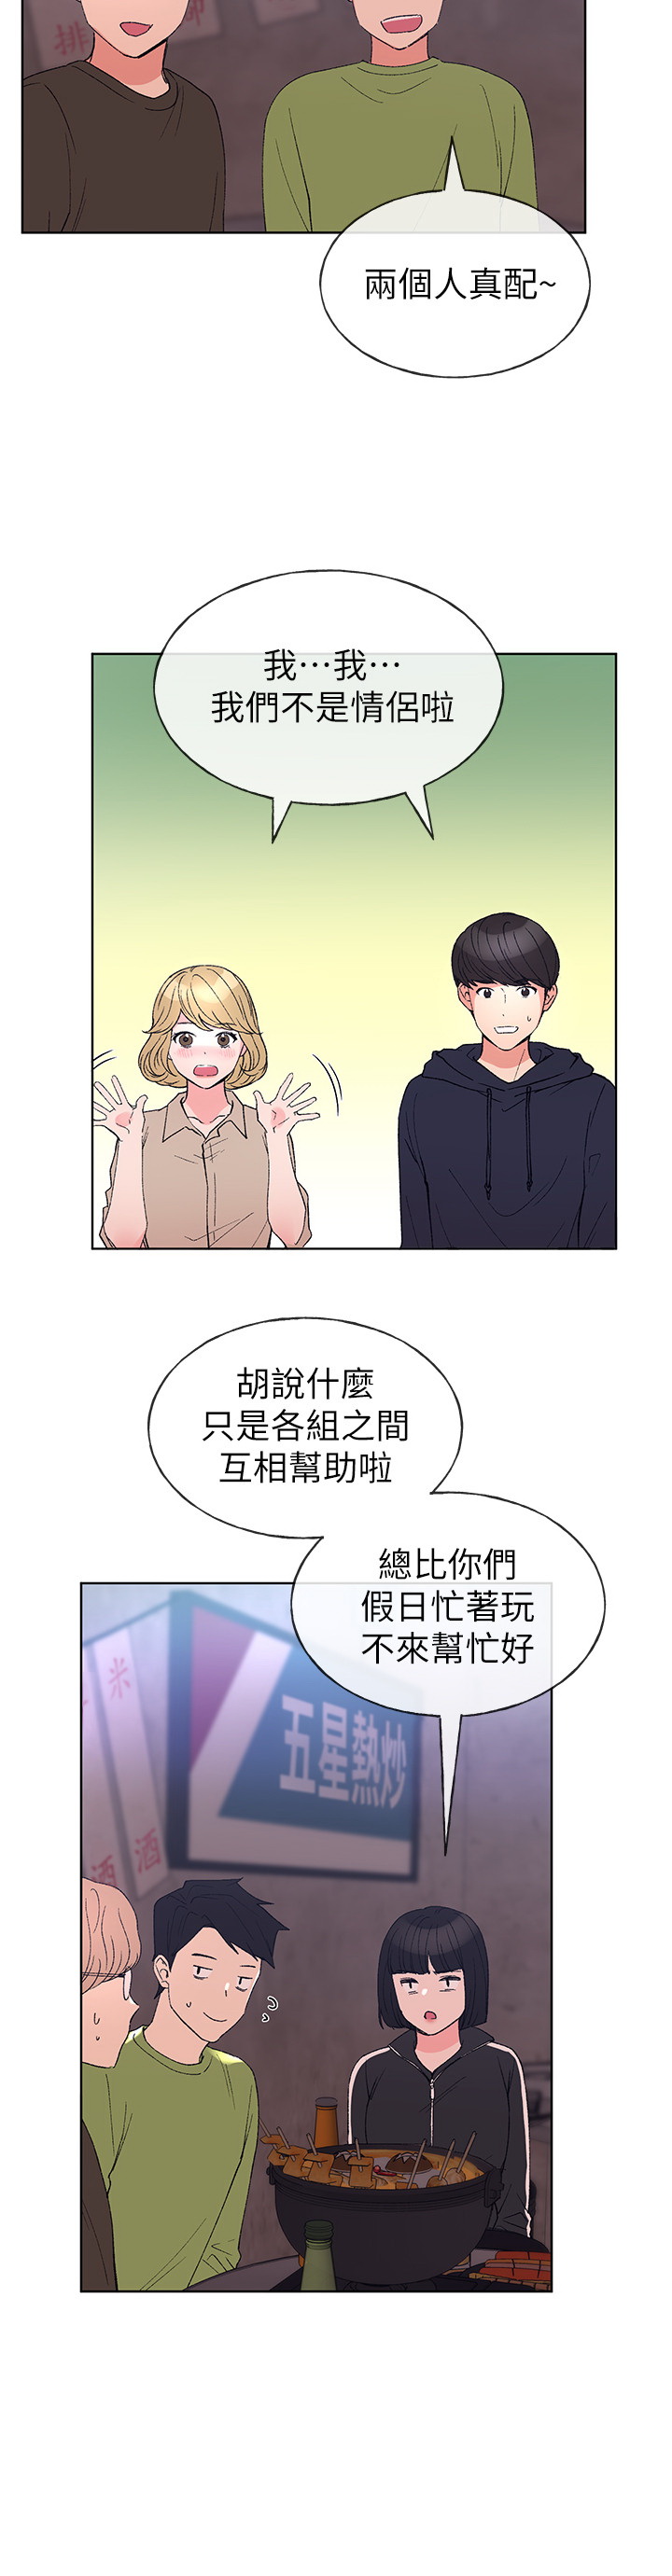 排
兩個人真配~
我…我…
我們不是情侶啦
胡說什麼
只是各組之間
互相幫助啦
總比你們
假日忙著玩
不來幫忙好
米
五星熱炒
酒
酒